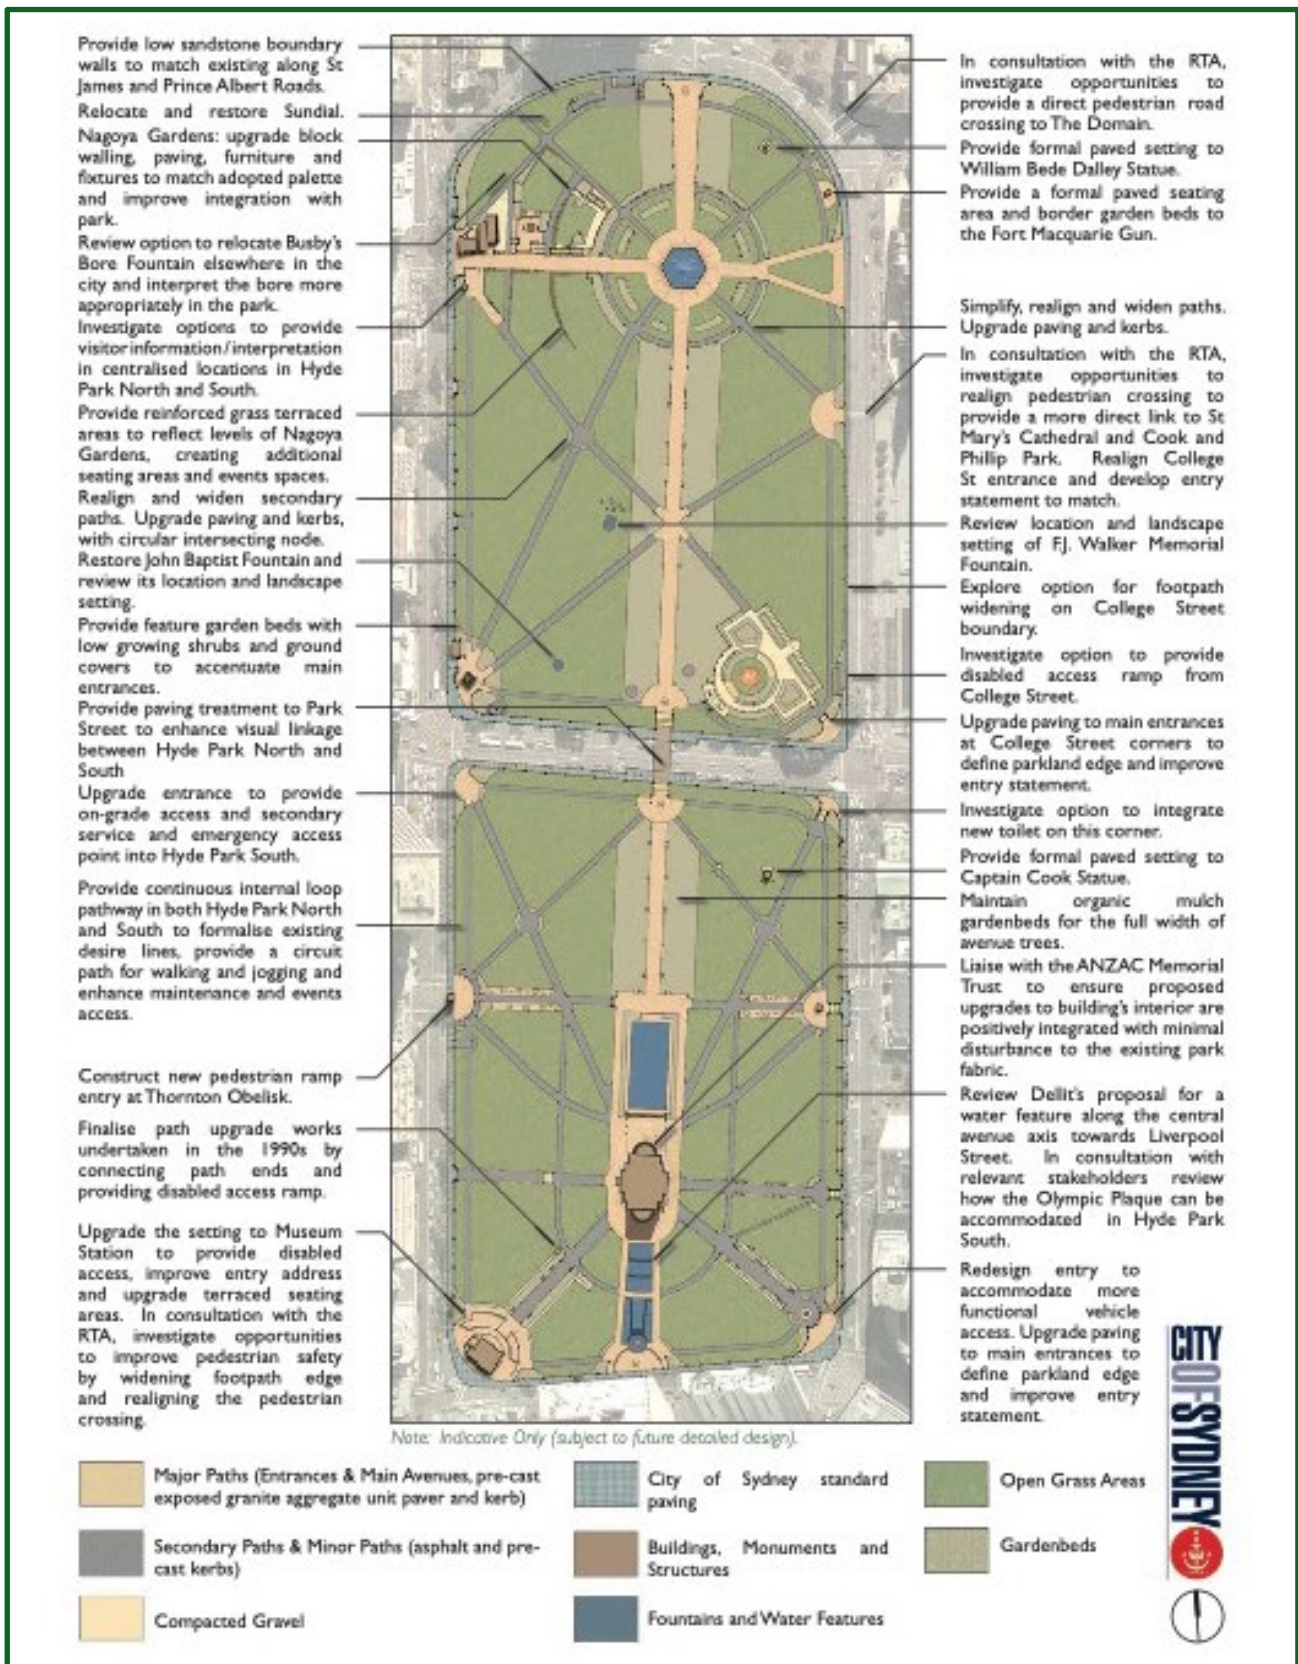 Provide low sandstone boundary
walls to match existing along St
James and Prince Albert Roads.
Relocate and restore Sundial.
Nagoya Gardens: upgrade block
walling, paving, furniture and
fixtures to match adopted palette
and improve integration with
park.
Review option to relocate Busby's
Bore Fountain elsewhere in the
city and interpret the bore more
appropriately in the park.
Investigate options to provide
visitor information/interpretation
in centralised locations in Hyde
Park North and South.
Provide reinforced grass terraced
areas to reflect levels of Nagoya
Gardens, creating additional
seating areas and events spaces.
Realign and widen secondary
paths. Upgrade paving and kerbs,
with circular intersecting node.
Restore John Baptist Fountain and
review its location and landscape
setting.
Provide feature garden beds with
low growing shrubs and ground
covers to accentuate main
entrances.
Provide paving treatment to Park
Street to enhance visual linkage
between Hyde Park North and
South
Upgrade entrance to provide
on-grade access and secondary
service and emergency access
point into Hyde Park South.
Provide continuous internal loop
pathway in both Hyde Park North
and South to formalise existing
desire lines, provide a circuit
path for walking and jogging and
enhance maintenance and events
access.
Construct new pedestrian ramp
entry at Thornton Obelisk.
Finalise path upgrade works
undertaken in the 1990s by
connecting path ends and
providing disabled access ramp.
Upgrade the setting to Museum
Station to provide disabled
access, improve entry address
and upgrade terraced seating
areas. In consultation with the
RTA, investigate opportunities
to improve pedestrian safety
by widening footpath edge
and realigning the pedestrian
crossing.
In consultation with the RTA,
investigate opportunities to
provide a direct pedestrian road
crossing to The Domain.
Provide formal paved setting to
William Bede Dalley Statue.
Provide a formal paved seating
area and border garden beds to
the Fort Macquarie Gun.
Simplify, realign and widen paths.
Upgrade paving and kerbs.
In consultation with the RTA,
investigate opportunities to
realign pedestrian crossing to
provide a more direct link to St
Mary's Cathedral and Cook and
Phillip Park. Realign College
St entrance and develop entry
statement to match.
Review location and landscape
setting of F.J. Walker Memorial
Fountain.
Explore option for footpath
widening on College Street
boundary.
Investigate option to provide
disabled access ramp from
College Street.
Upgrade paving to main entrances
at College Street corners to
define parkland edge and improve
entry statement.
Investigate option to integrate
new toilet on this corner.
Provide formal paved setting to
Captain Cook Statue.
Maintain organic mulch
gardenbeds for the full width of
avenue trees.
Liaise with the ANZAC Memorial
Trust to ensure proposed
upgrades to building's interior are
positively integrated with minimal
disturbance to the existing park
fabric.
Review Dellit's proposal for a
water feature along the central
avenue axis towards Liverpool
Street. In consultation with
relevant stakeholders review
how the Olympic Plaque can be
accommodated in Hyde Park
South.
Redesign entry to
accommodate more
functional vehicle
access. Upgrade paving
to main entrances to
define parkland edge
and improve entry
statement.
CITY OF SYDNEY
Note: Indicative Only (subject to future detailed design).
Major Paths (Entrances & Main Avenues, pre-cast
exposed granite aggregate unit paver and kerb)
Secondary Paths & Minor Paths (asphalt and pre-
cast kerbs)
Compacted Gravel
City of Sydney standard
paving
Buildings, Monuments and
Structures
Fountains and Water Features
Open Grass Areas
Gardenbeds